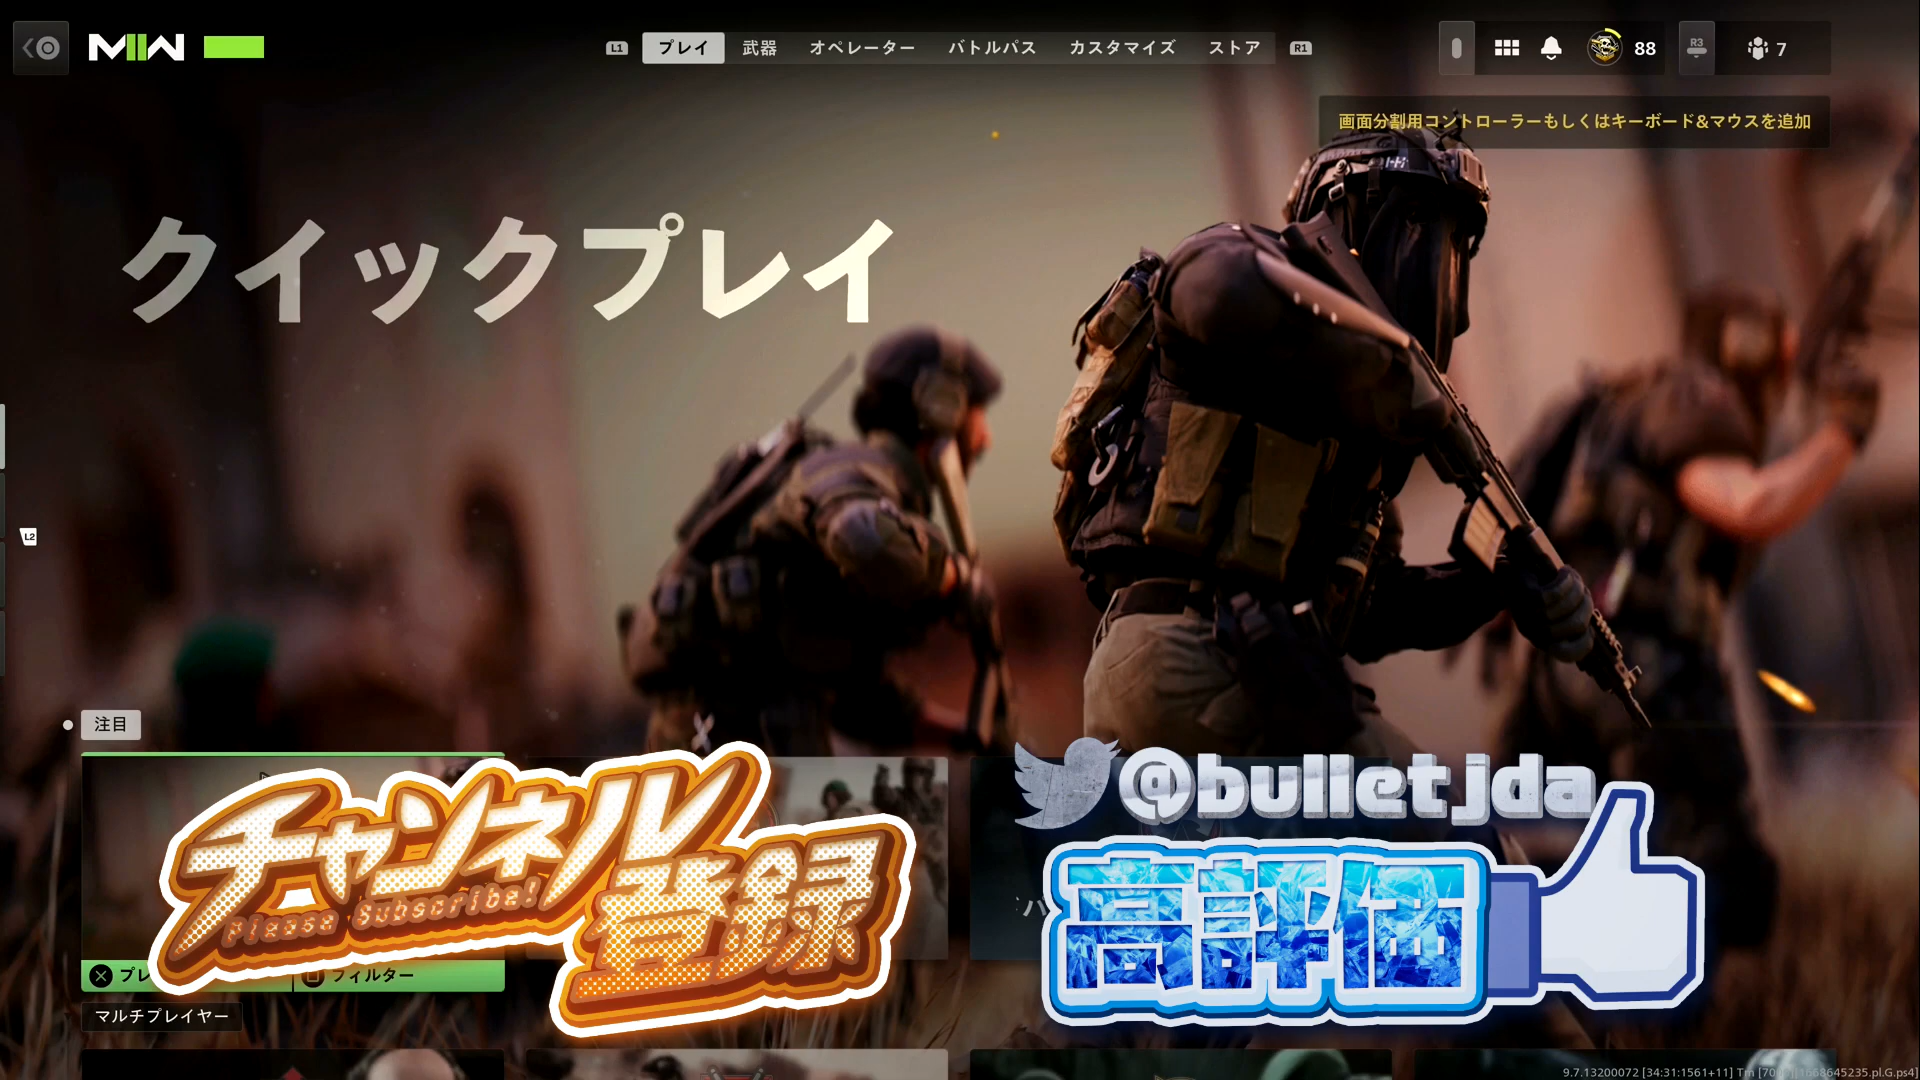 MWII
L1 プレイ 武器 オペレーター バトルパス カスタマイズ ストア R1
88
R3
7
画面分割用コントローラーもしくはキーボード&マウスを追加
クイックプレイ
L2
注目
@bulletjda
チャンネル登録
Please Subscribe!
高評価
プレ
フィルター
マルチプレイヤー